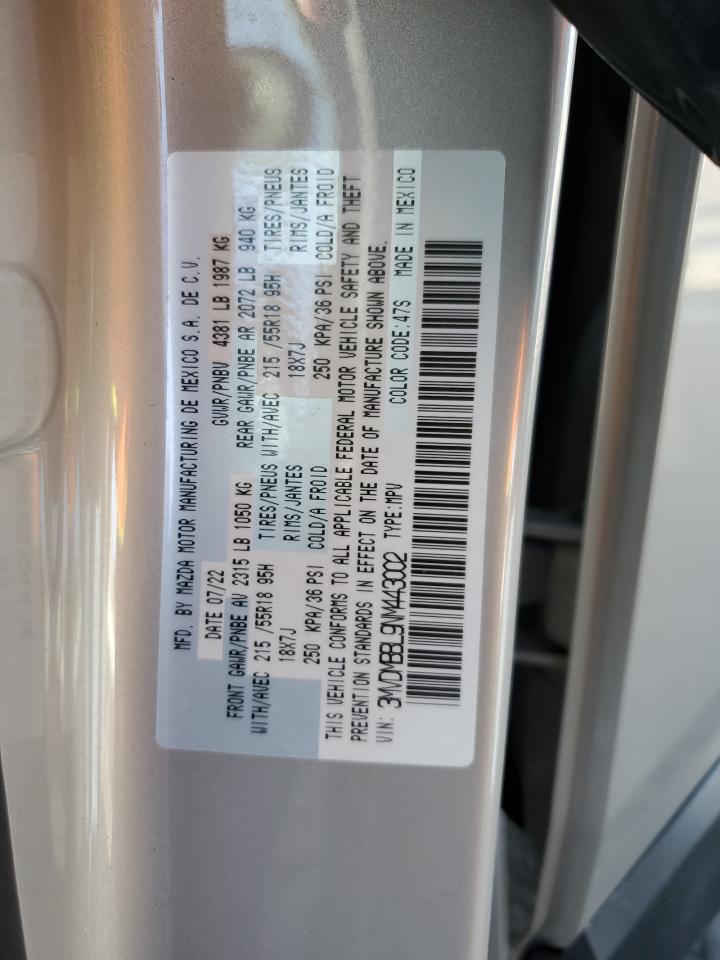 MFD. BY MAZDA MOTOR MANUFACTURING DE MEXICO S.A. DE C.V.
DATE 07/22 GVWR/PNBV 4381 LB 1987 KG
FRONT GAWR/PNBE AV 2315 LB 1050 KG REAR GAWR/PNBE AR 2072 LB 940 KG
WITH/AVEC 215 /55R18 95H TIRES/PNEUS WITH/AVEC 215 /55R18 95H TIRES/PNEUS
18X7J RIMS/JANTES 18X7J RIMS/JANTES
250 KPA/36 PSI COLD/A FROID 250 KPA/36 PSI COLD/A FROID
THIS VEHICLE CONFORMS TO ALL APPLICABLE FEDERAL MOTOR VEHICLE SAFETY AND THEFT
PREVENTION STANDARDS IN EFFECT ON THE DATE OF MANUFACTURE SHOWN ABOVE.
VIN: 3MVDMBBL9NM443002 TYPE:MPV COLOR CODE:47S MADE IN MEXICO